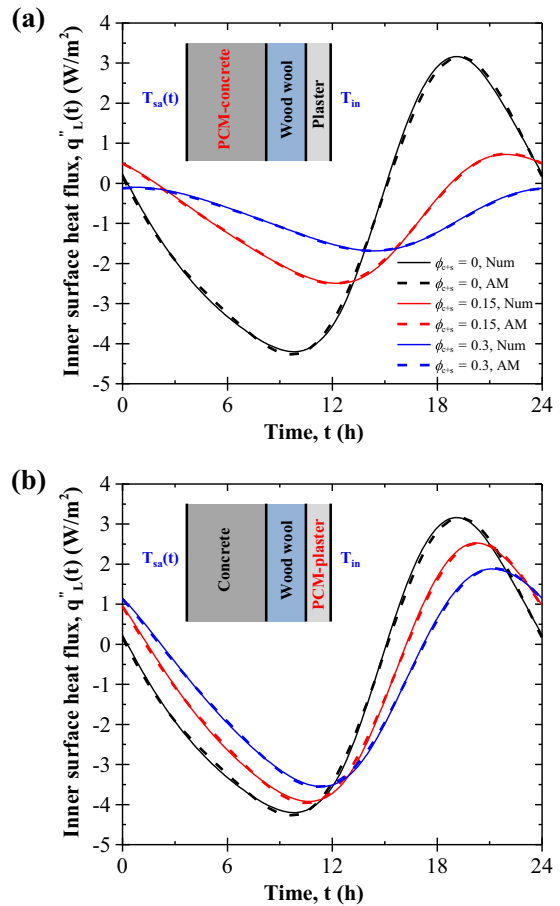 (a)
Inner surface heat flux, q"L(t) (W/m²)
4
3
2
1
0
-1
-2
-3
-4
-5
Tsa(t)
PCM-concrete
Wood wool
Plaster
Tin
ϕc+s = 0, Num
ϕc+s = 0, AM
ϕc+s = 0.15, Num
ϕc+s = 0.15, AM
ϕc+s = 0.3, Num
ϕc+s = 0.3, AM
0 6 12 18 24
Time, t (h)
(b)
Inner surface heat flux, q"L(t) (W/m²)
4
3
2
1
0
-1
-2
-3
-4
-5
Tsa(t)
Concrete
Wood wool
PCM-plaster
Tin
0 6 12 18 24
Time, t (h)